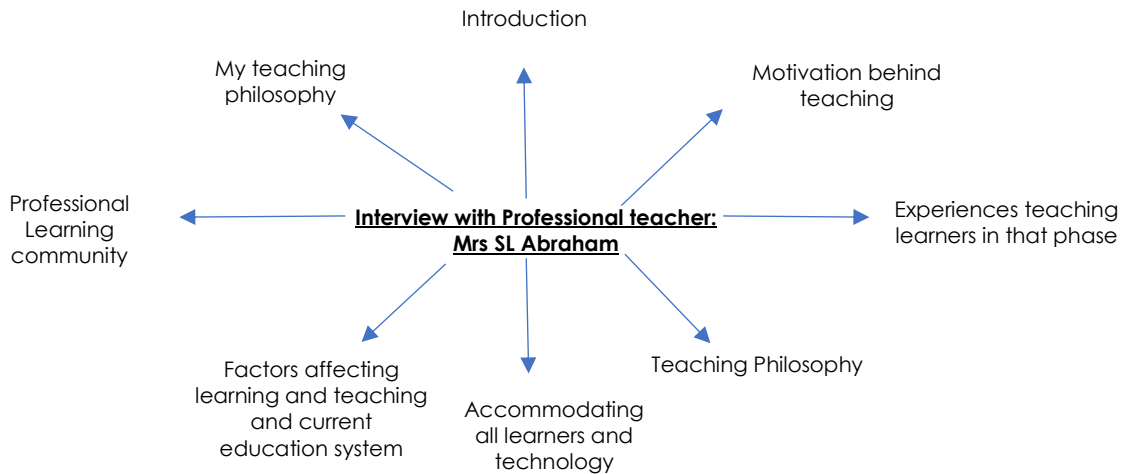 Introduction
My teaching
philosophy
Motivation behind
teaching
Professional
Learning
community
Interview with Professional teacher:
Mrs SL Abraham
Experiences teaching
learners in that phase
Factors affecting
learning and teaching
and current
education system
Accommodating
all learners and
technology
Teaching Philosophy